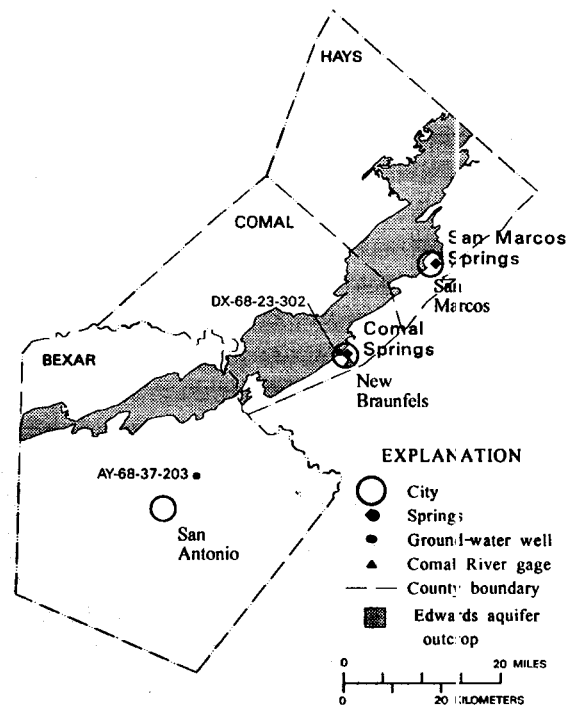 HAYS
COMAL
San Marcos
Springs
San
Marcos
DX-68-23-302
Comal
Springs
BEXAR
New
Braunfels
AY-68-37-203
San
Antonio
EXPLANATION
City
Springs
Ground-water well
Comal River gage
County boundary
Edwards aquifer
outcrop
0 20 MILES
0 20 KILOMETERS